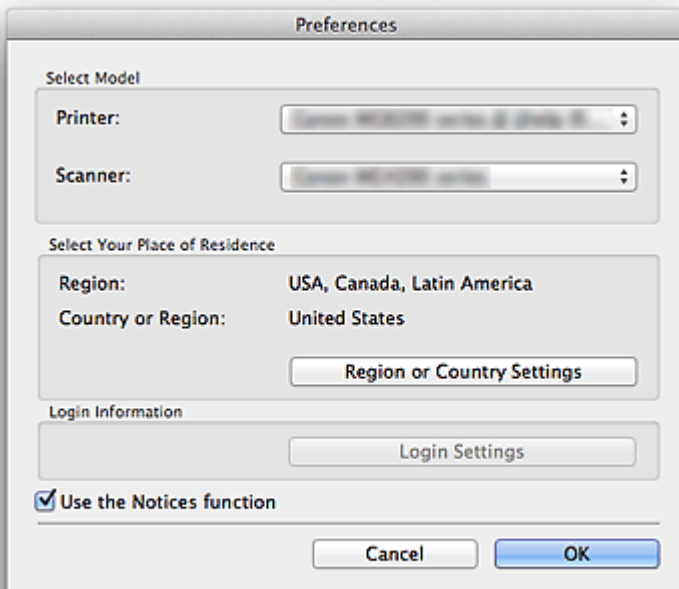 Preferences
Select Model
Printer:
Scanner:
Select Your Place of Residence
Region: USA, Canada, Latin America
Country or Region: United States
Region or Country Settings
Login Information
Login Settings
Use the Notices function
Cancel OK